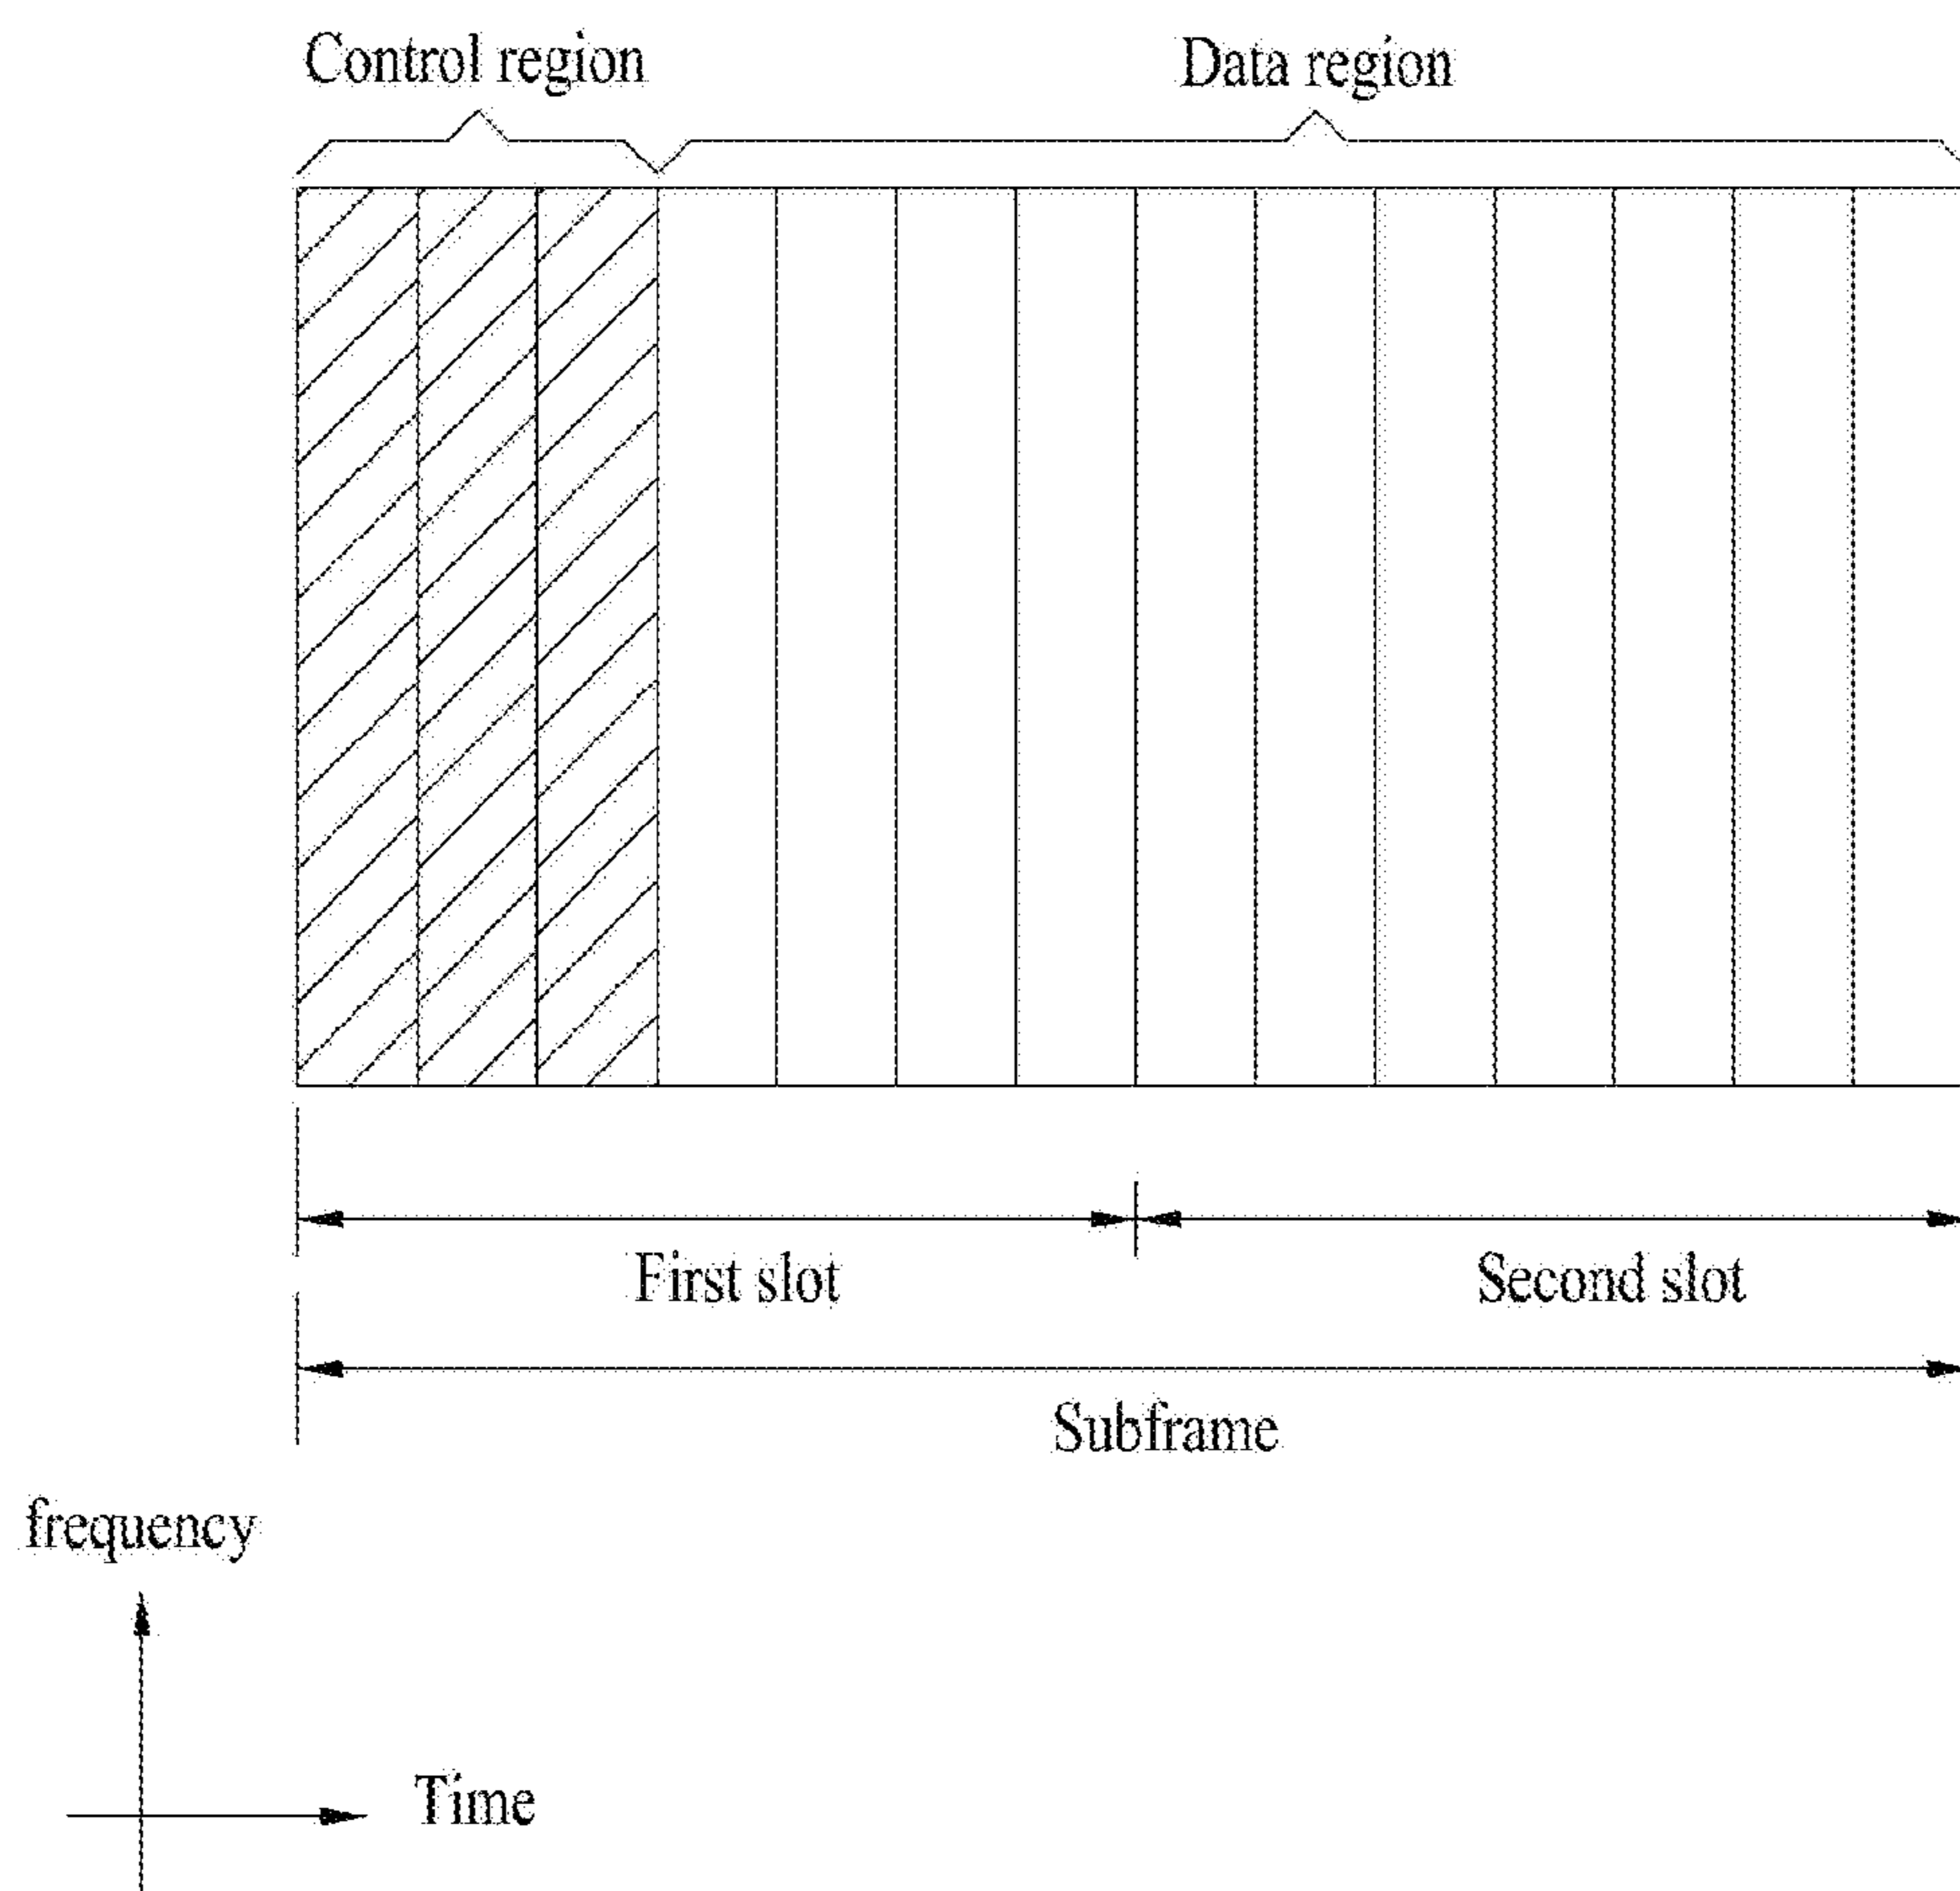 Control region
Data region
First slot
Second slot
Subframe
frequency
Time